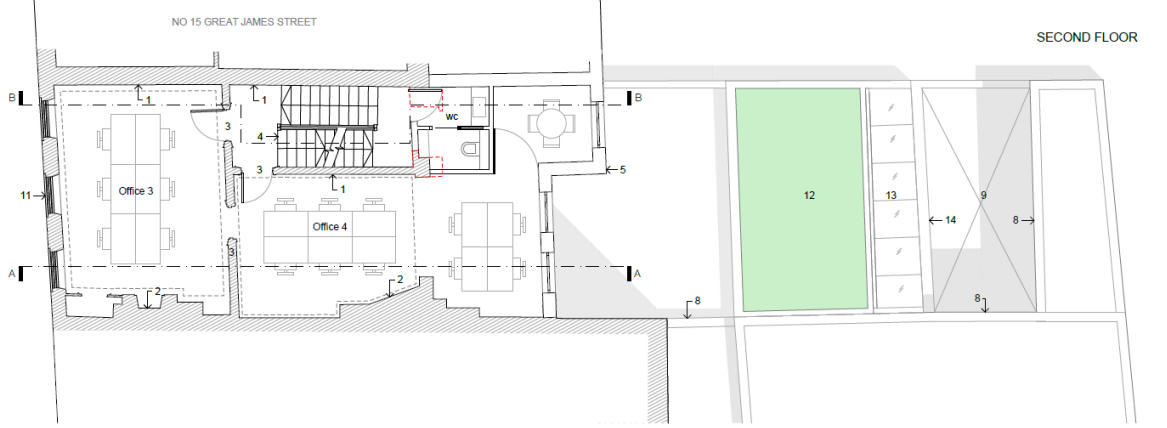 NO 15 GREAT JAMES STREET
SECOND FLOOR
B
1
1
B
3
wc
4
3
5
11
Office 3
1
12
13
9
Office 4
14
8
3
A
A
2
2
8
8